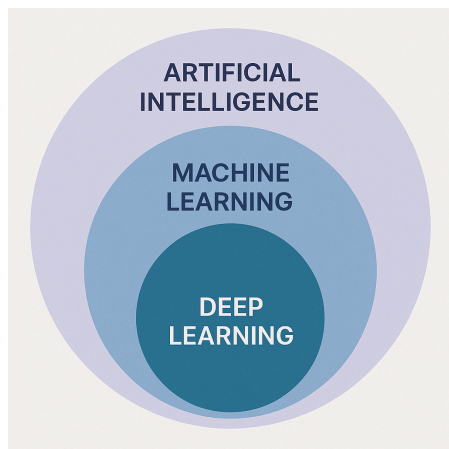 ARTIFICIAL
INTELLIGENCE
MACHINE
LEARNING
DEEP
LEARNING